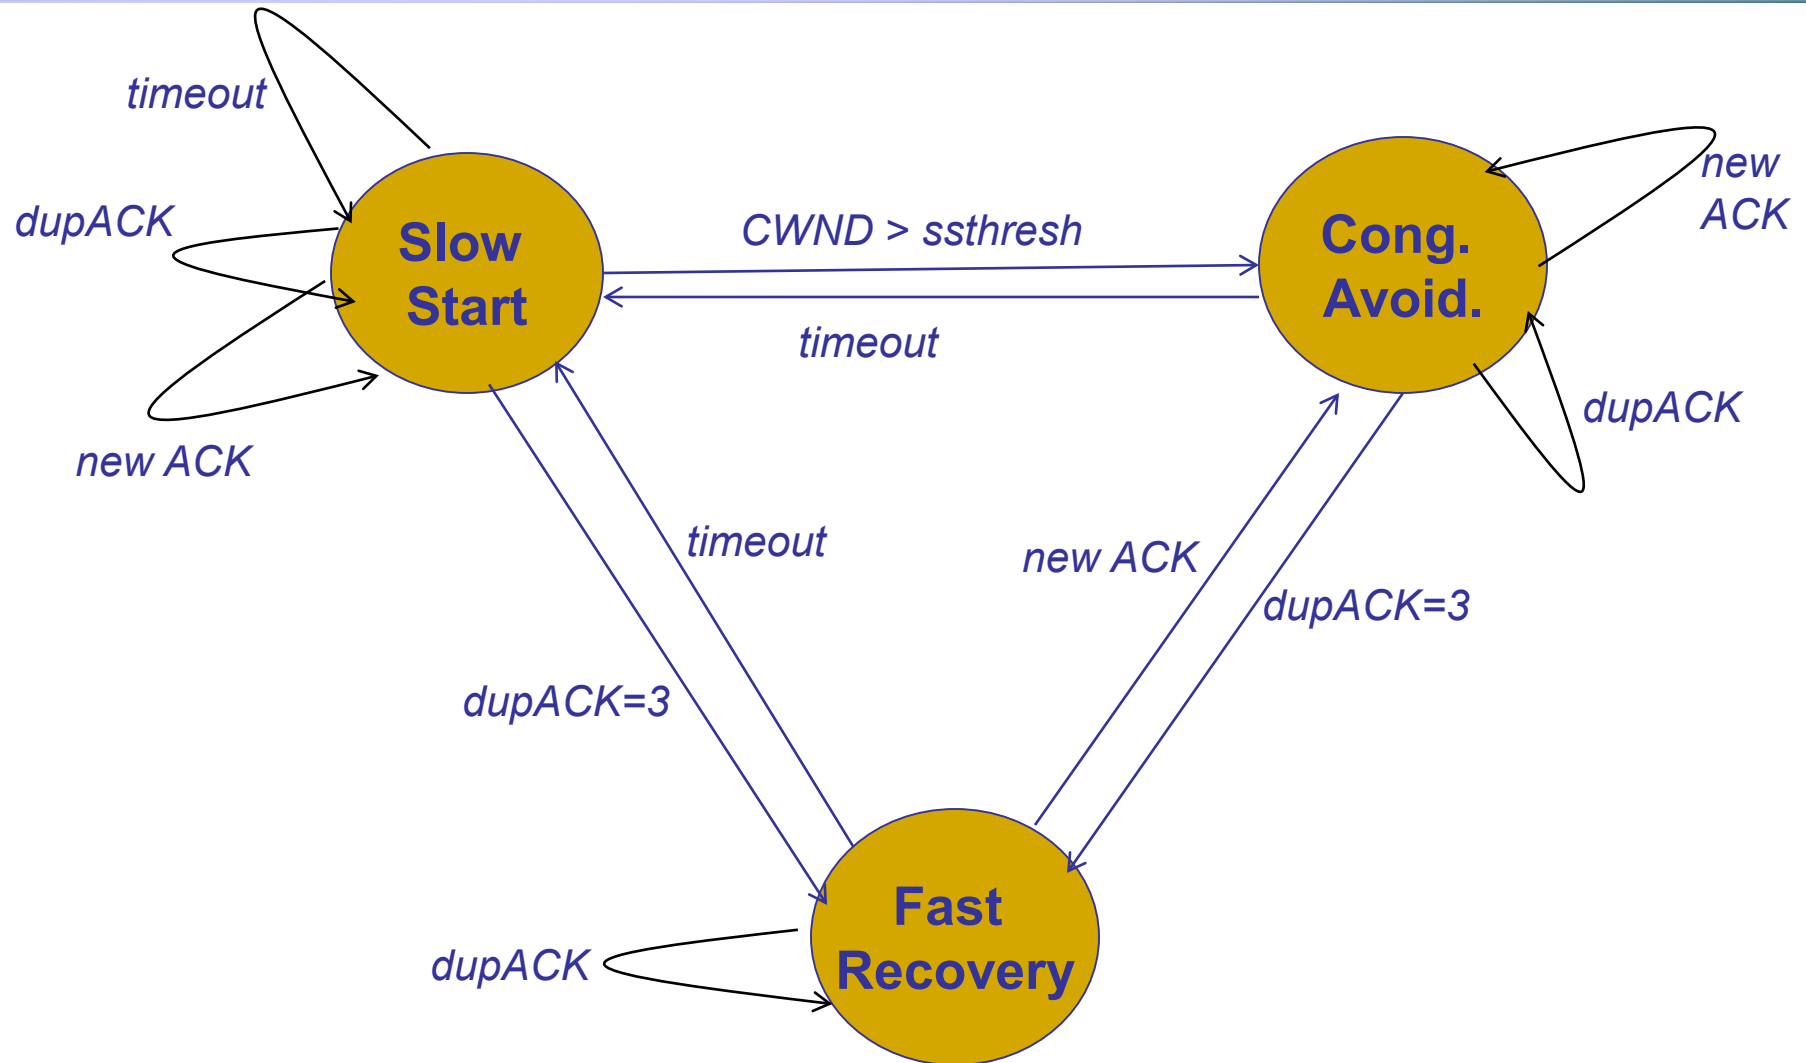 timeout
dupACK
new ACK
Slow
Start
CWND > ssthresh
timeout
Cong.
Avoid.
new
ACK
dupACK
timeout
new ACK
dupACK=3
dupACK=3
Fast
Recovery
dupACK